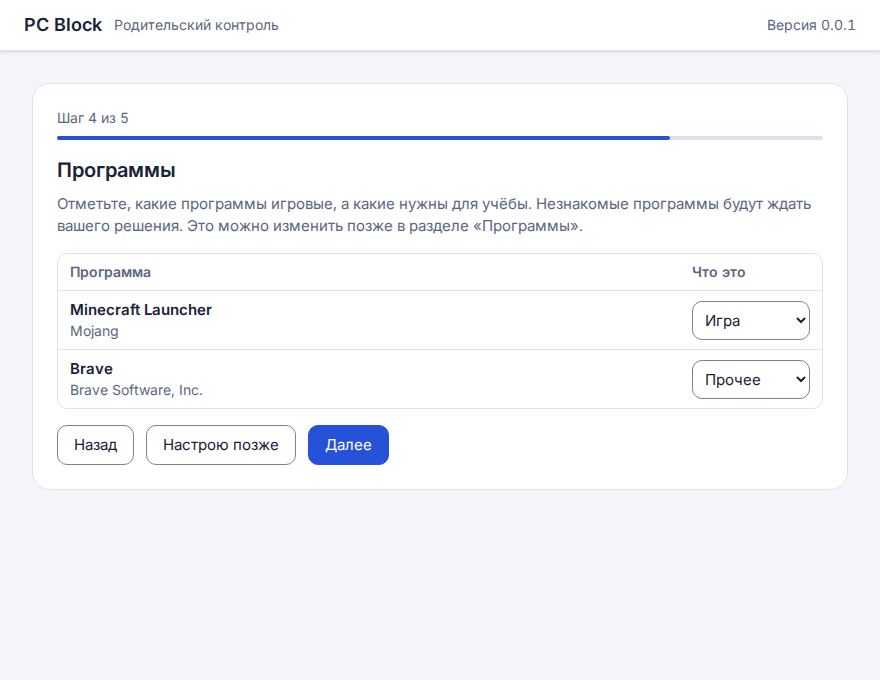 PC Block Родительский контроль Версия 0.0.1
Шаг 4 из 5
Программы
Отметьте, какие программы игровые, а какие нужны для учёбы. Незнакомые программы будут ждать
вашего решения. Это можно изменить позже в разделе «Программы».
Программа Что это
Minecraft Launcher
Mojang
Игра
Brave
Brave Software, Inc.
Прочее
Назад Настрою позже Далее